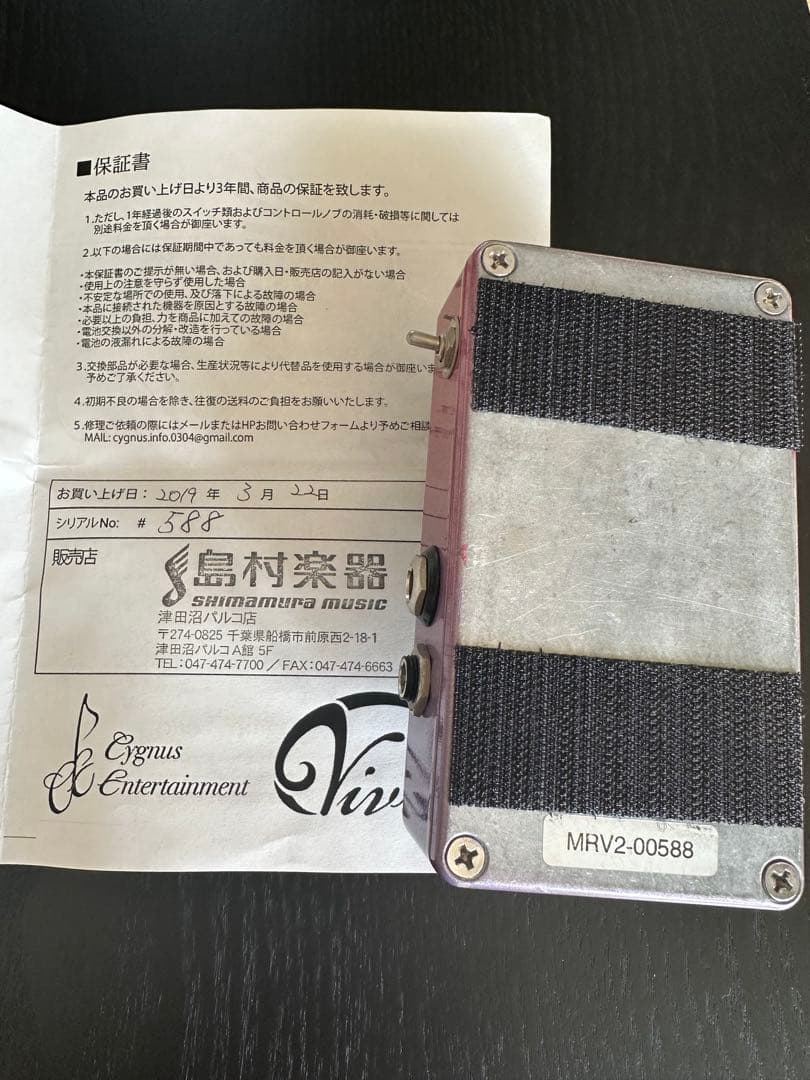 ■保証書
本品のお買い上げ日より3年間、商品の保証を致します。
1.ただし、1年経過後のスイッチ類およびコントロールノブの消耗・破損等に関しては
別途料金を頂く場合が御座います。
2.以下の場合には保証期間中であっても料金を頂く場合が御座います。
・本保証書のご提示が無い場合、および購入日・販売店の記入がない場合
・使用上の注意を守らず使用した場合
・不安定な場所での使用、及び落下による故障の場合
・本品に接続された機器を原因とする故障の場合
・必要以上の負担、力を商品に加えての故障の場合
・電池交換以外の分解・改造を行っている場合
・電池の液漏れによる故障の場合
3.交換部品が必要な場合、生産状況等により代替品を使用する場合が御座いま
予めご了承ください。
4.初期不良の場合を除き、往復の送料のご負担をお願いいたします。
5.修理ご依頼の際にはメールまたはHPお問い合わせフォームより予めご相談
MAIL: cygnus.info.0304@gmail.com
お買い上げ日: 2019 年 3 月 22日
シリアルNo: # 588
販売店
島村楽器
SHIMAMURA MUSIC
津田沼パルコ店
〒274-0825 千葉県船橋市前原西2-18-1
津田沼パルコA館 5F
TEL:047-474-7700 / FAX:047-474-6663
Cygnus
Entertainment
Viv
MRV2-00588